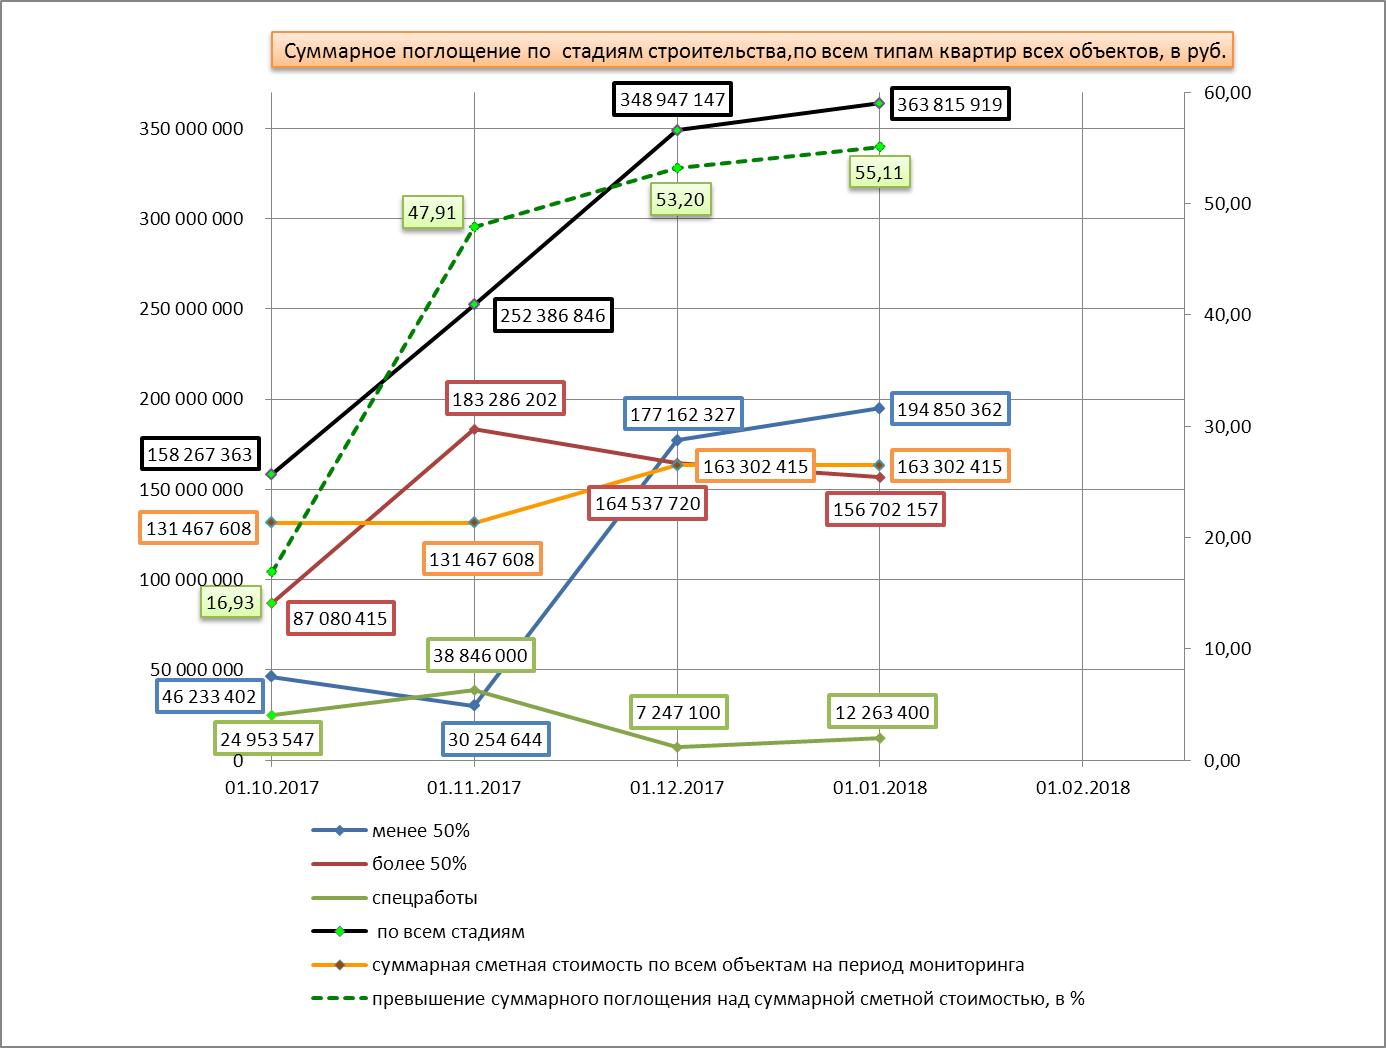 Суммарное поглощение по  стадиям строительства,по всем типам квартир всех объектов, в руб.
348 947 147
363 815 919
60,00
350 000 000
55,11
53,20
47,91
300 000 000
50,00
250 000 000
252 386 846
40,00
200 000 000
183 286 202
177 162 327
194 850 362
30,00
158 267 363
163 302 415
163 302 415
150 000 000
164 537 720
156 702 157
131 467 608
131 467 608
20,00
100 000 000
16,93
87 080 415
38 846 000
10,00
50 000 000
46 233 402
7 247 100
12 263 400
24 953 547
30 254 644
0
0,00
01.10.2017
01.11.2017
01.12.2017
01.01.2018
01.02.2018
менее 50%
более 50%
спецработы
по всем стадиям
суммарная сметная стоимость по всем объектам на период мониторинга
превышение суммарного поглощения над суммарной сметной стоимостью, в %